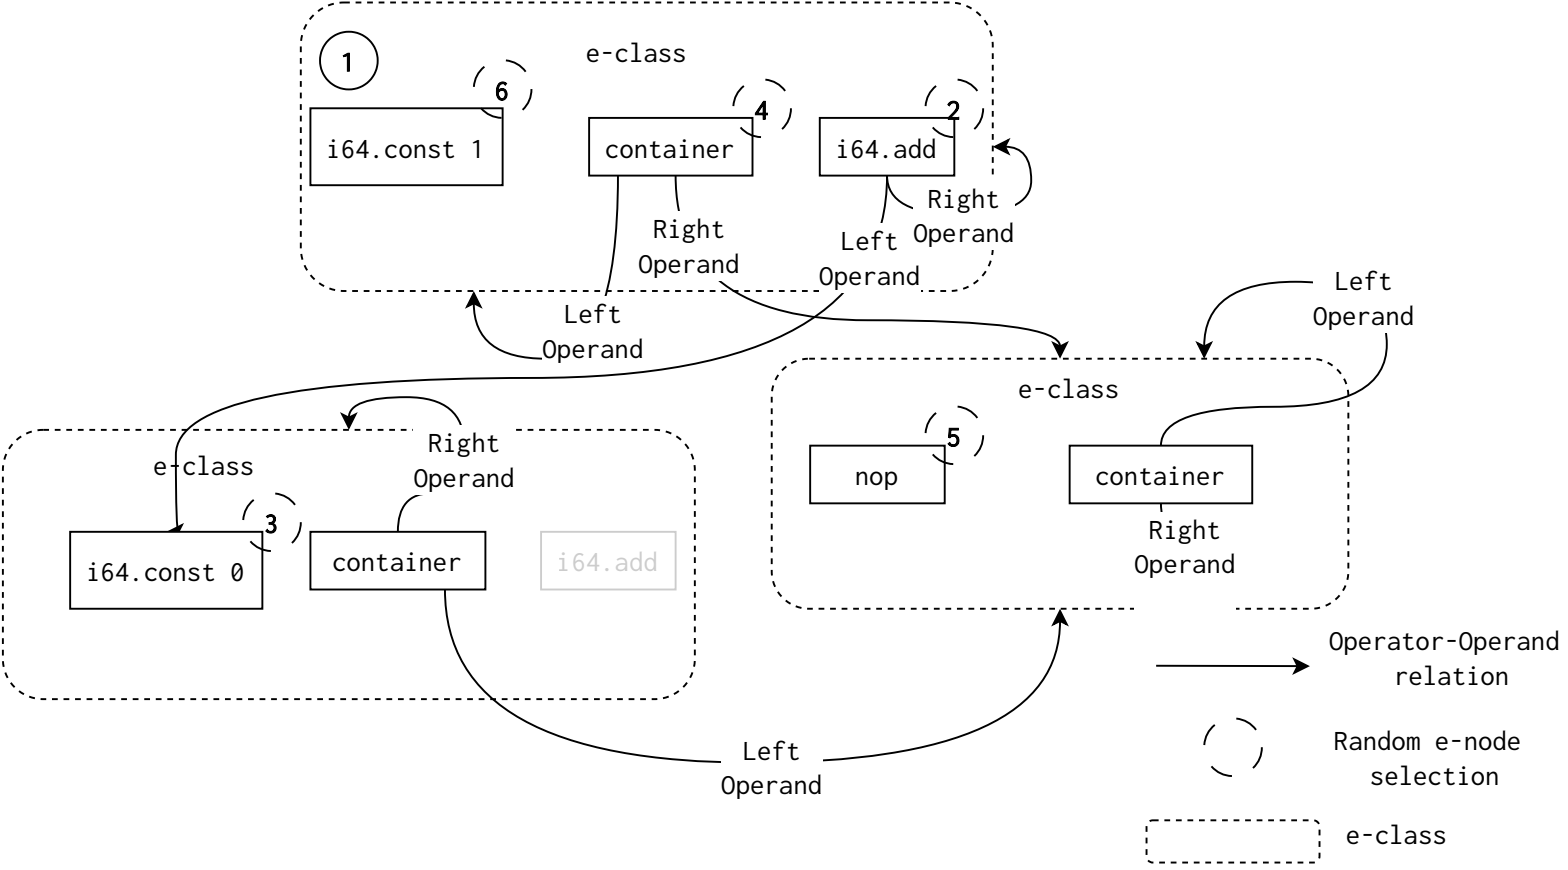 e-class
1
6
4
2
i64.const 1
container
i64.add
Right
Operand
Right
Operand
Left
Operand
Left
Operand
Left
Operand
e-class
5
nop
container
Right
Operand
e-class
Right
Operand
3
i64.const 0
container
i64.add
Left
Operand
Operator-Operand
relation
Random e-node
selection
e-class